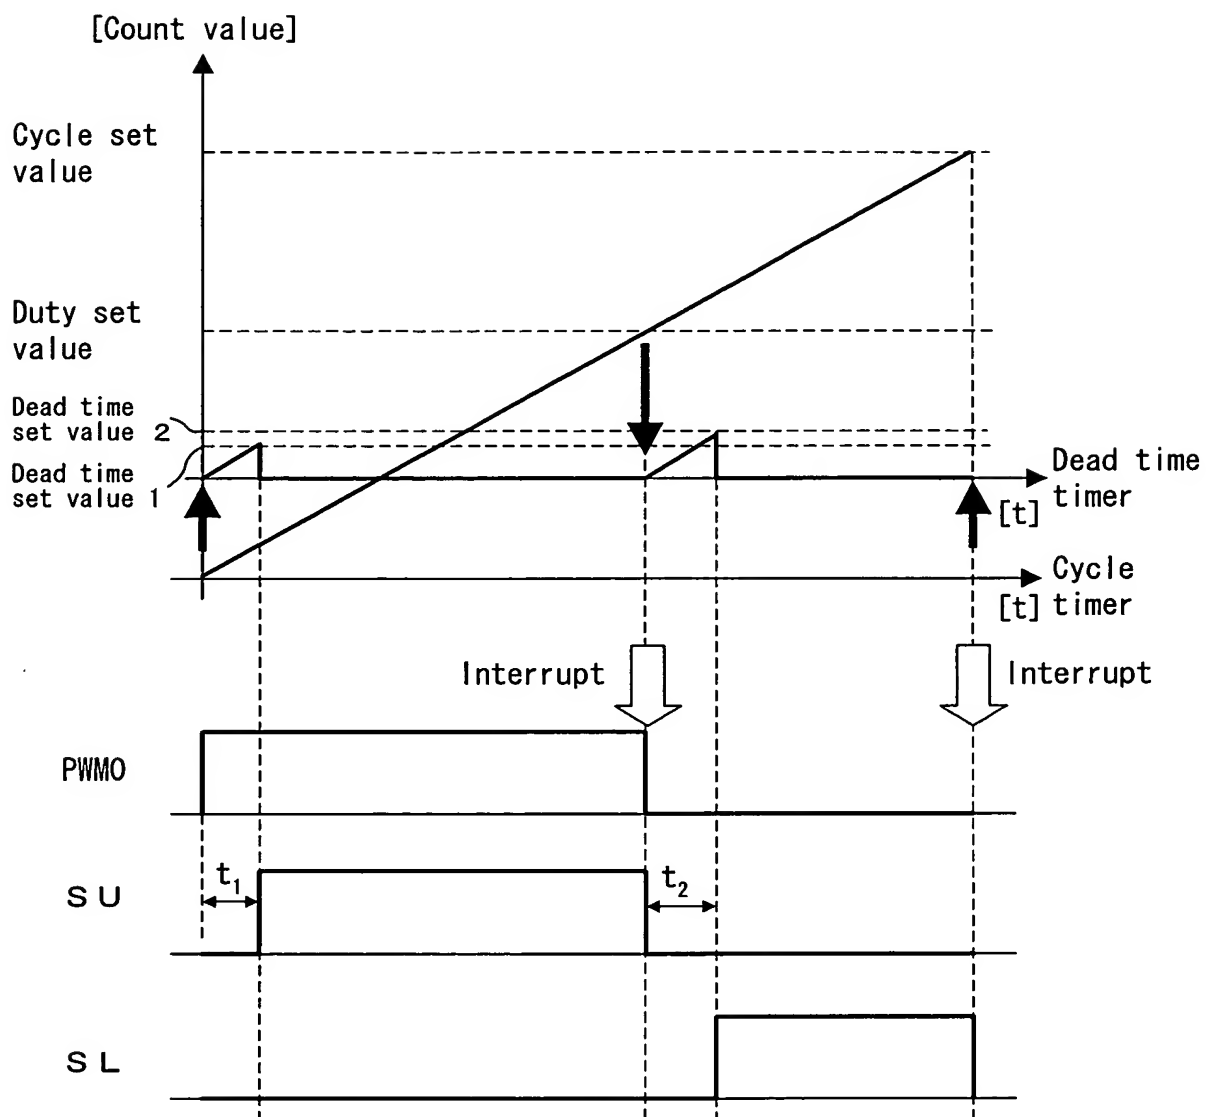 [Count value]
Cycle set
value
Duty set
value
Dead time
set value 2
Dead time
set value 1
Dead time
timer
[t]
Cycle
timer
[t]
Interrupt
Interrupt
PWMO
t1
SU
t2
SL